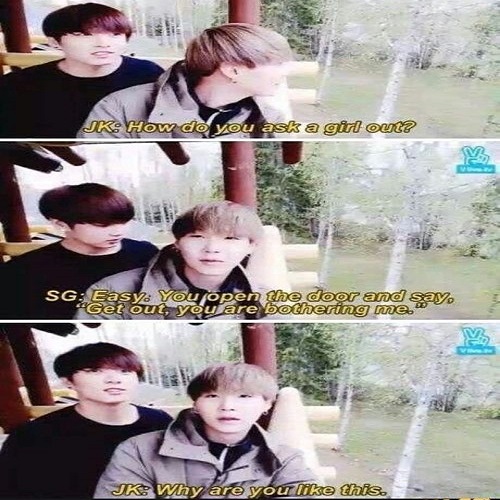 JK: How do you ask a girl out?
SG: Easy. You open the door and say,
"Get out, you are bothering me."
JK: Why are you like this.